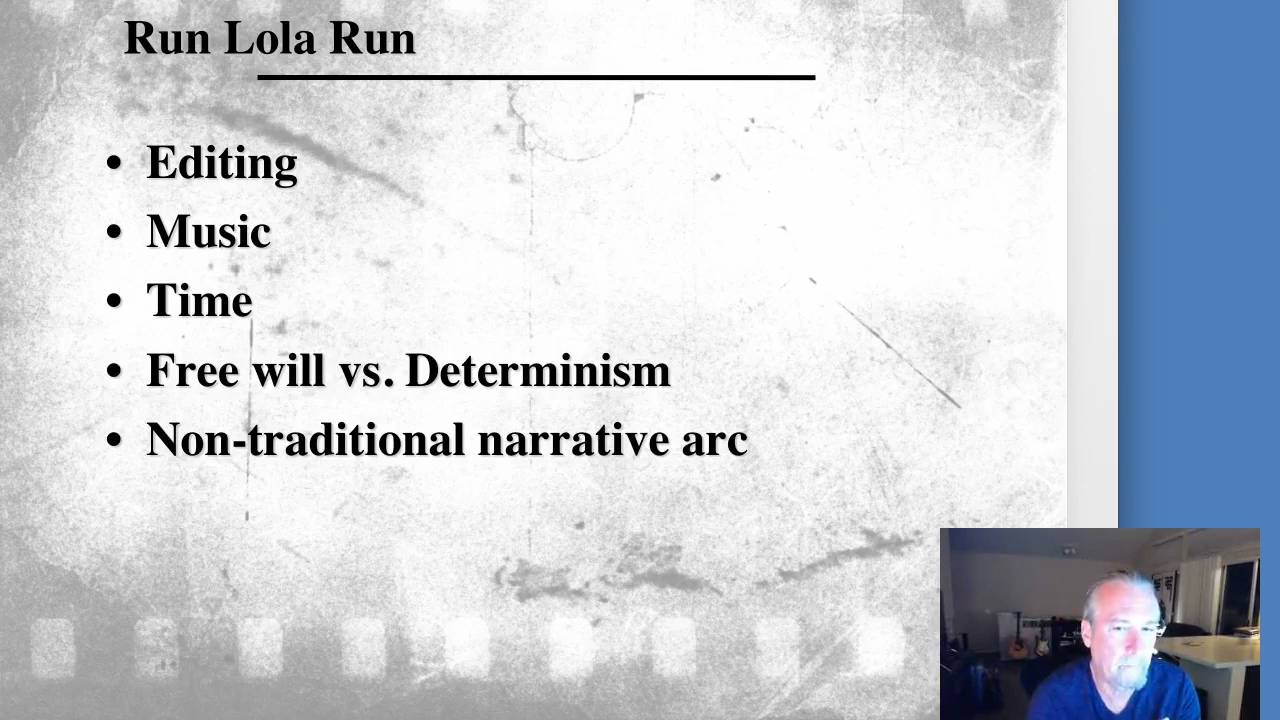 Run Lola Run
• Editing
• Music
• Time
• Free will vs. Determinism
• Non-traditional narrative arc